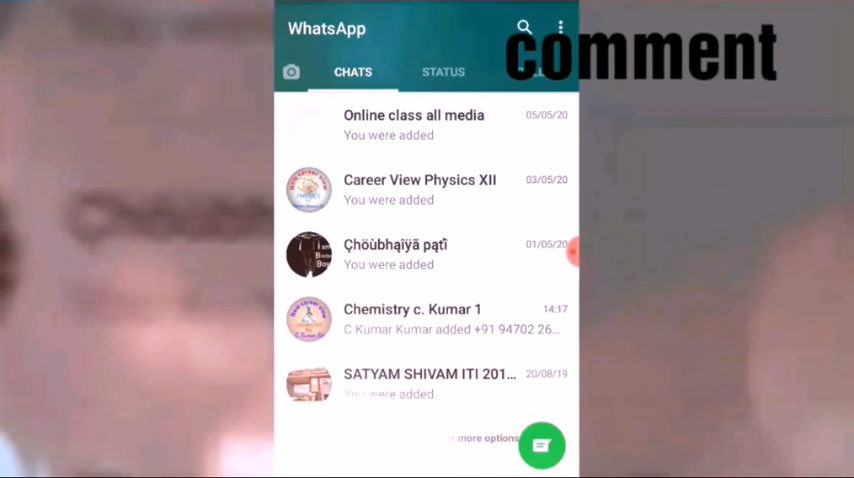 WhatsApp
comment
CHATS
STATUS
Online class all media
05/05/20
You were added
Career View Physics XII
03/05/20
You were added
Çhöùbhąîÿã pąťî
01/05/20
You were added
Chemistry c. Kumar 1
14:17
C Kumar Kumar added +91 94702 26...
SATYAM SHIVAM ITI 201...
20/08/19
You were added
more options